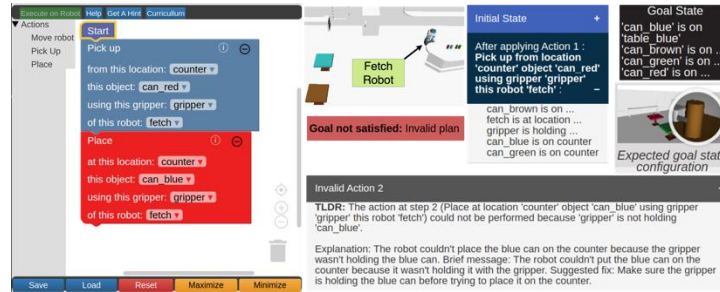 Execute on Robot Help Get A Hint Curriculum
Actions
Move robot
Pick Up
Place
Start
Pick up
from this location: counter
this object: can_red
using this gripper: gripper
of this robot: fetch
Place
at this location: counter
this object: can_blue
using this gripper: gripper
of this robot: fetch
Save Load Reset Maximize Minimize
Fetch
Robot
Goal not satisfied: Invalid plan
Initial State +
After applying Action 1 :
Pick up from location
'counter' object 'can_red'
using gripper 'gripper'
this robot 'fetch' : −
can_brown is on ...
fetch is at location ...
gripper is holding ...
can_blue is on counter
can_green is on counter
Goal State
'can_blue' is on
'table_blue'
'can_brown' is on ..
'can_green' is on ...
'can_red' is on ...
Expected goal stat
configuration
Invalid Action 2
TLDR: The action at step 2 (Place at location 'counter' object 'can_blue' using gripper
'gripper' this robot 'fetch') could not be performed because 'gripper' is not holding
'can_blue'.
Explanation: The robot couldn't place the blue can on the counter because the gripper
wasn't holding the blue can. Brief message: The robot couldn't put the blue can on the
counter because it wasn't holding it with the gripper. Suggested fix: Make sure the gripper
is holding the blue can before trying to place it on the counter.